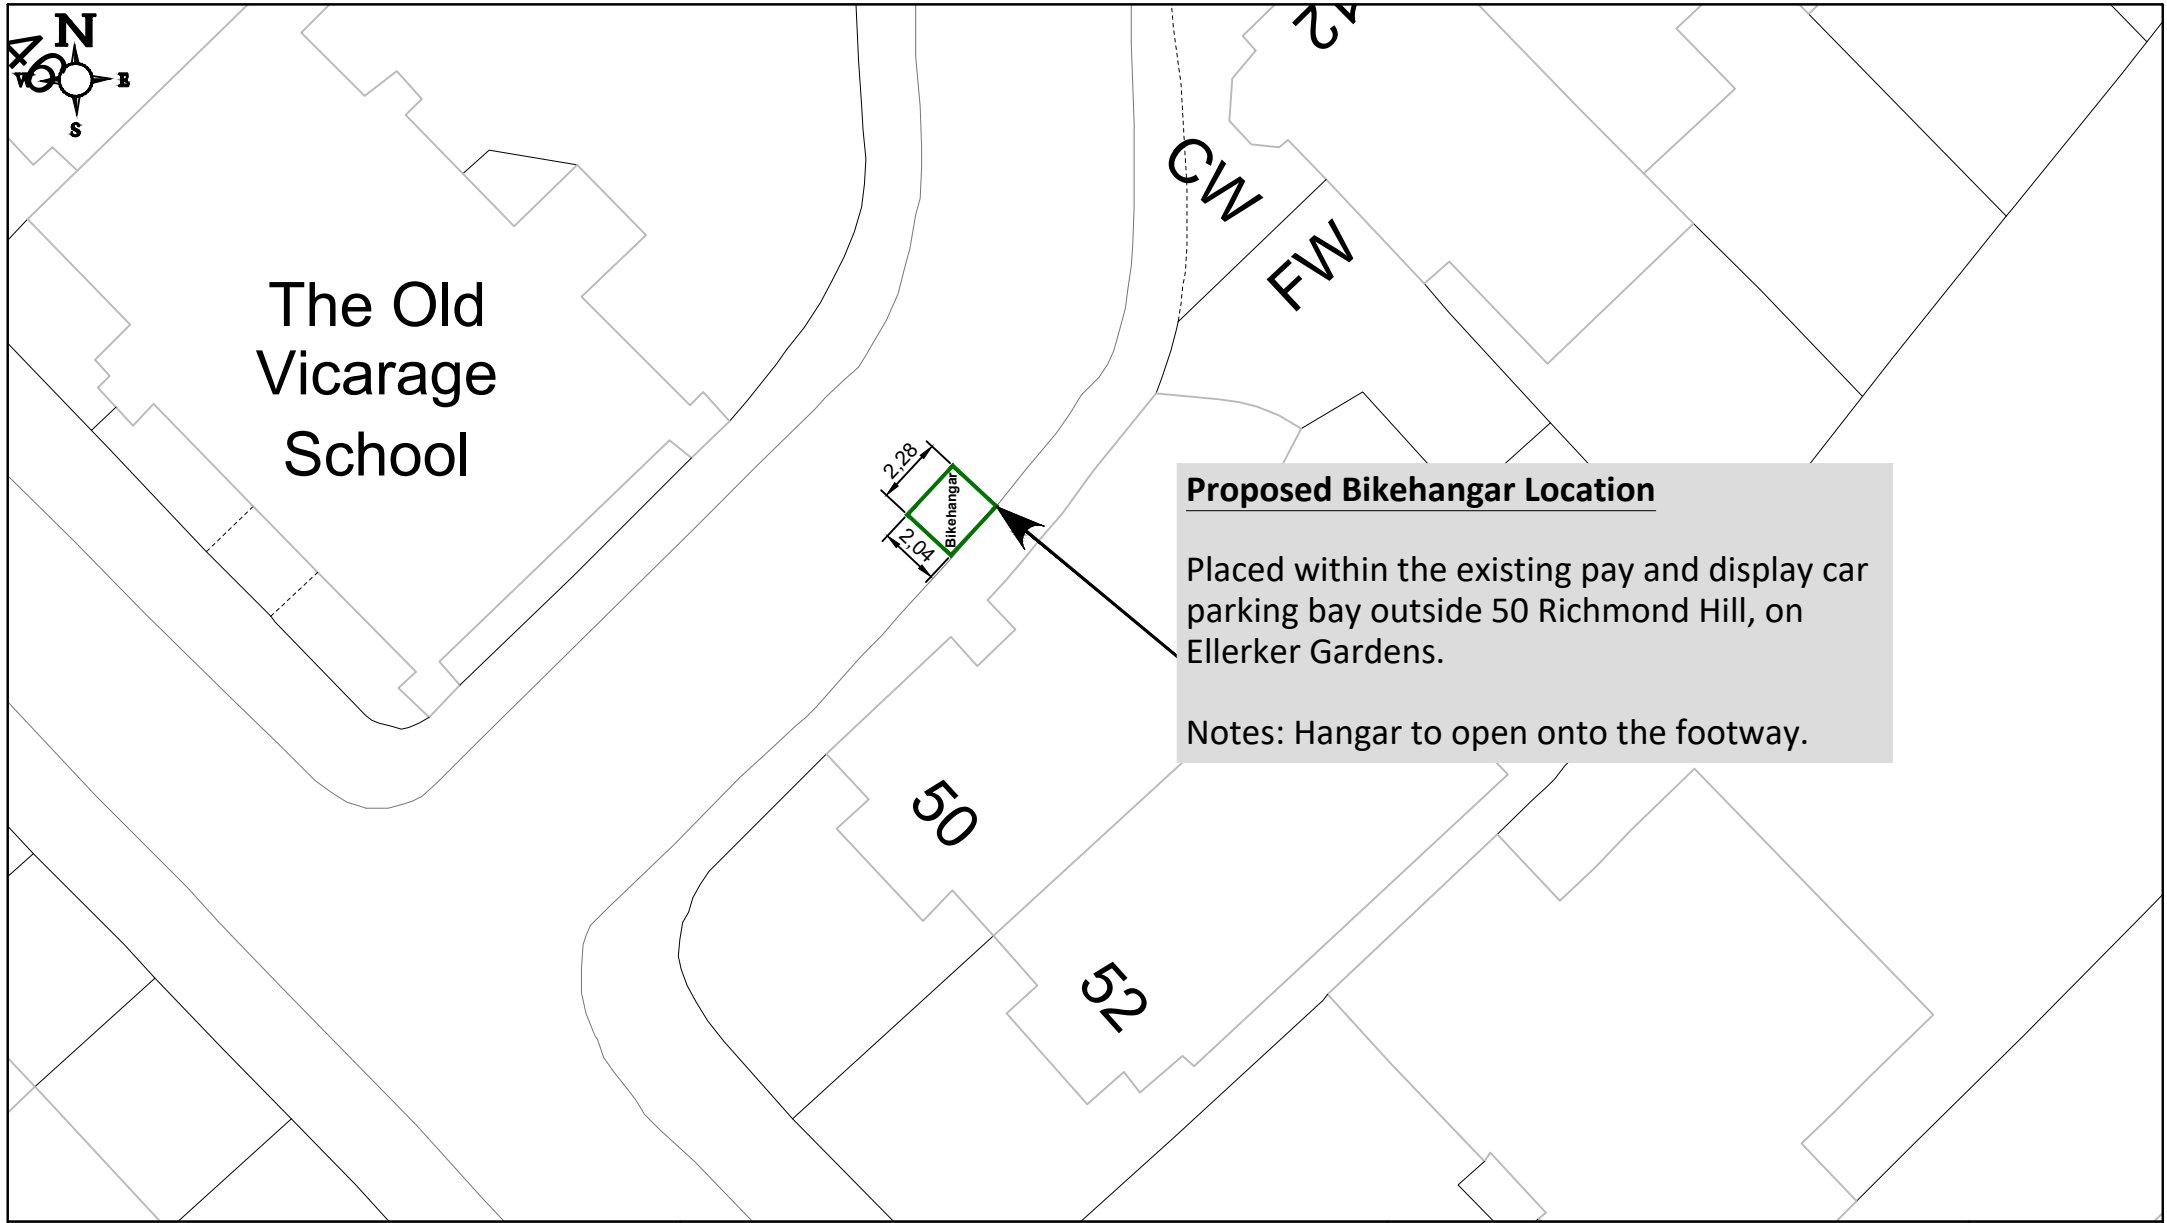 46
N
W
E
S
12
CW
FW
The Old
Vicarage
School
2,28
Bikehangar
2,04
Proposed Bikehangar Location
Placed within the existing pay and display car
parking bay outside 50 Richmond Hill, on
Ellerker Gardens.
Notes: Hangar to open onto the footway.
50
52